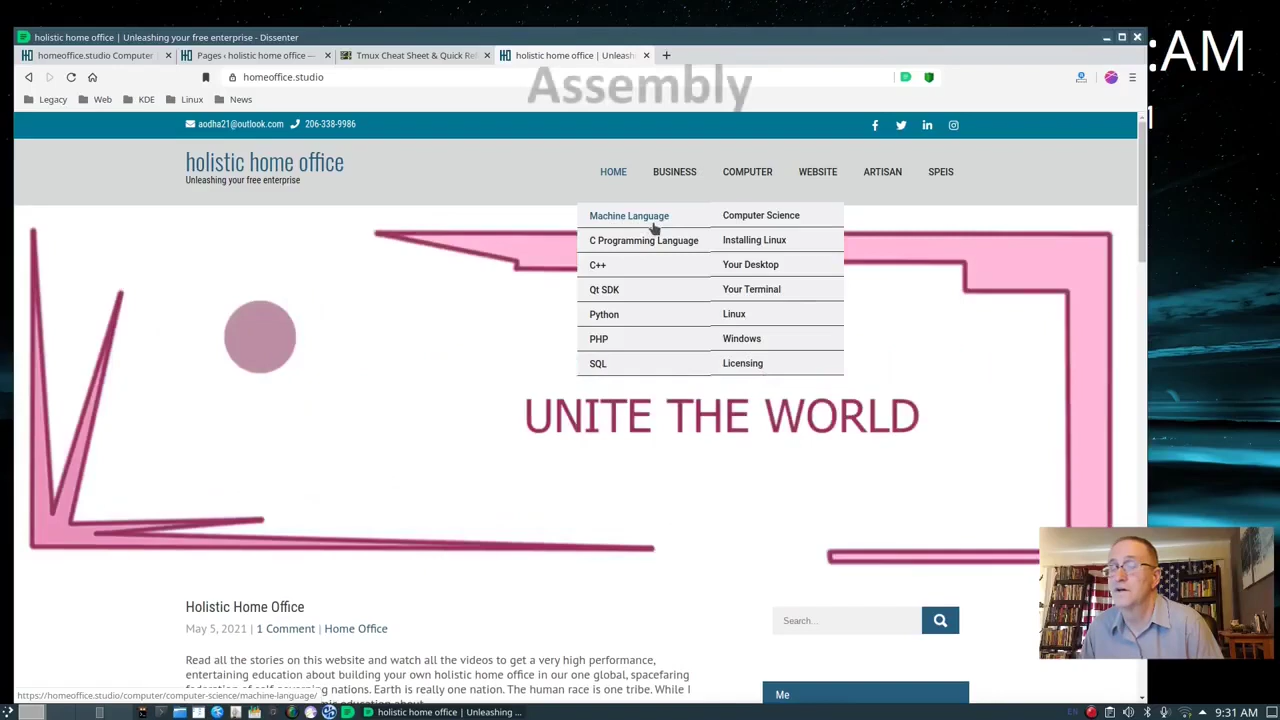 holistic home office | Unleashing your free enterprise - Dissenter
:AM
homeoffice.studio Computer
Pages ‹ holistic office —
Tmux Cheat Sheet & Quick Re
holistic home office | Unleash
homeoffice.studio
Assembly
Legacy
Web
KDE
Linux
News
aodha21@outlook.com
206-338-9986
holistic home office
Unleashing your free enterprise
HOME
BUSINESS
COMPUTER
WEBSITE
ARTISAN
SPEIS
Machine Language
Computer Science
C Programming Language
Installing Linux
C++
Your Desktop
Qt SDK
Your Terminal
Python
Linux
PHP
Windows
SQL
Licensing
UNITE THE WORLD
Holistic Home Office
May 5, 2021 | 1 Comment | Home Office
Search...
Read all the stories on this website and watch all the videos to get a very high performance,
entertaining education about building your own holistic home office in our one global, spacefaring
nations. Earth is really one nation. The human race is one tribe. While I
Me
https://homeoffice.studio/computer/computer-science/machine-language/
holistic home office | Unleashing ...
EN
9:31 AM